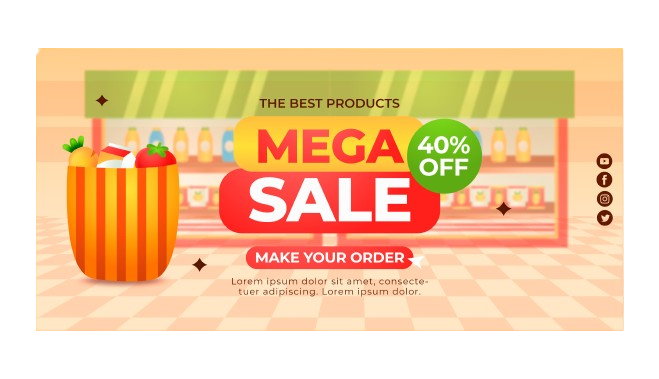 THE BEST PRODUCTS
MEGA
SALE
40%
OFF
MAKE YOUR ORDER
Lorem ipsum dolor sit amet, consecte-
tuer adipiscing. Lorem ipsum dolor.